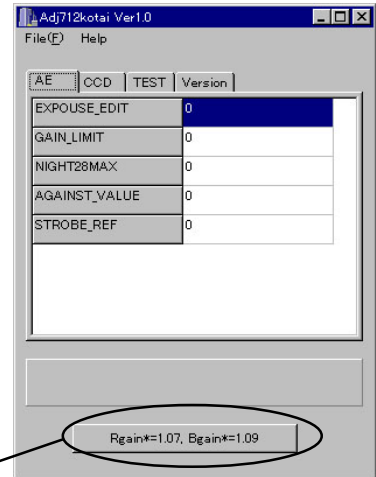 Adj712kotai Ver1.0
File(F) Help
AE CCD TEST Version
EXPOUSE_EDIT 0
GAIN_LIMIT 0
NIGHT28MAX 0
AGAINST_VALUE 0
STROBE_REF 0
Rgain*=1.07, Bgain*=1.09